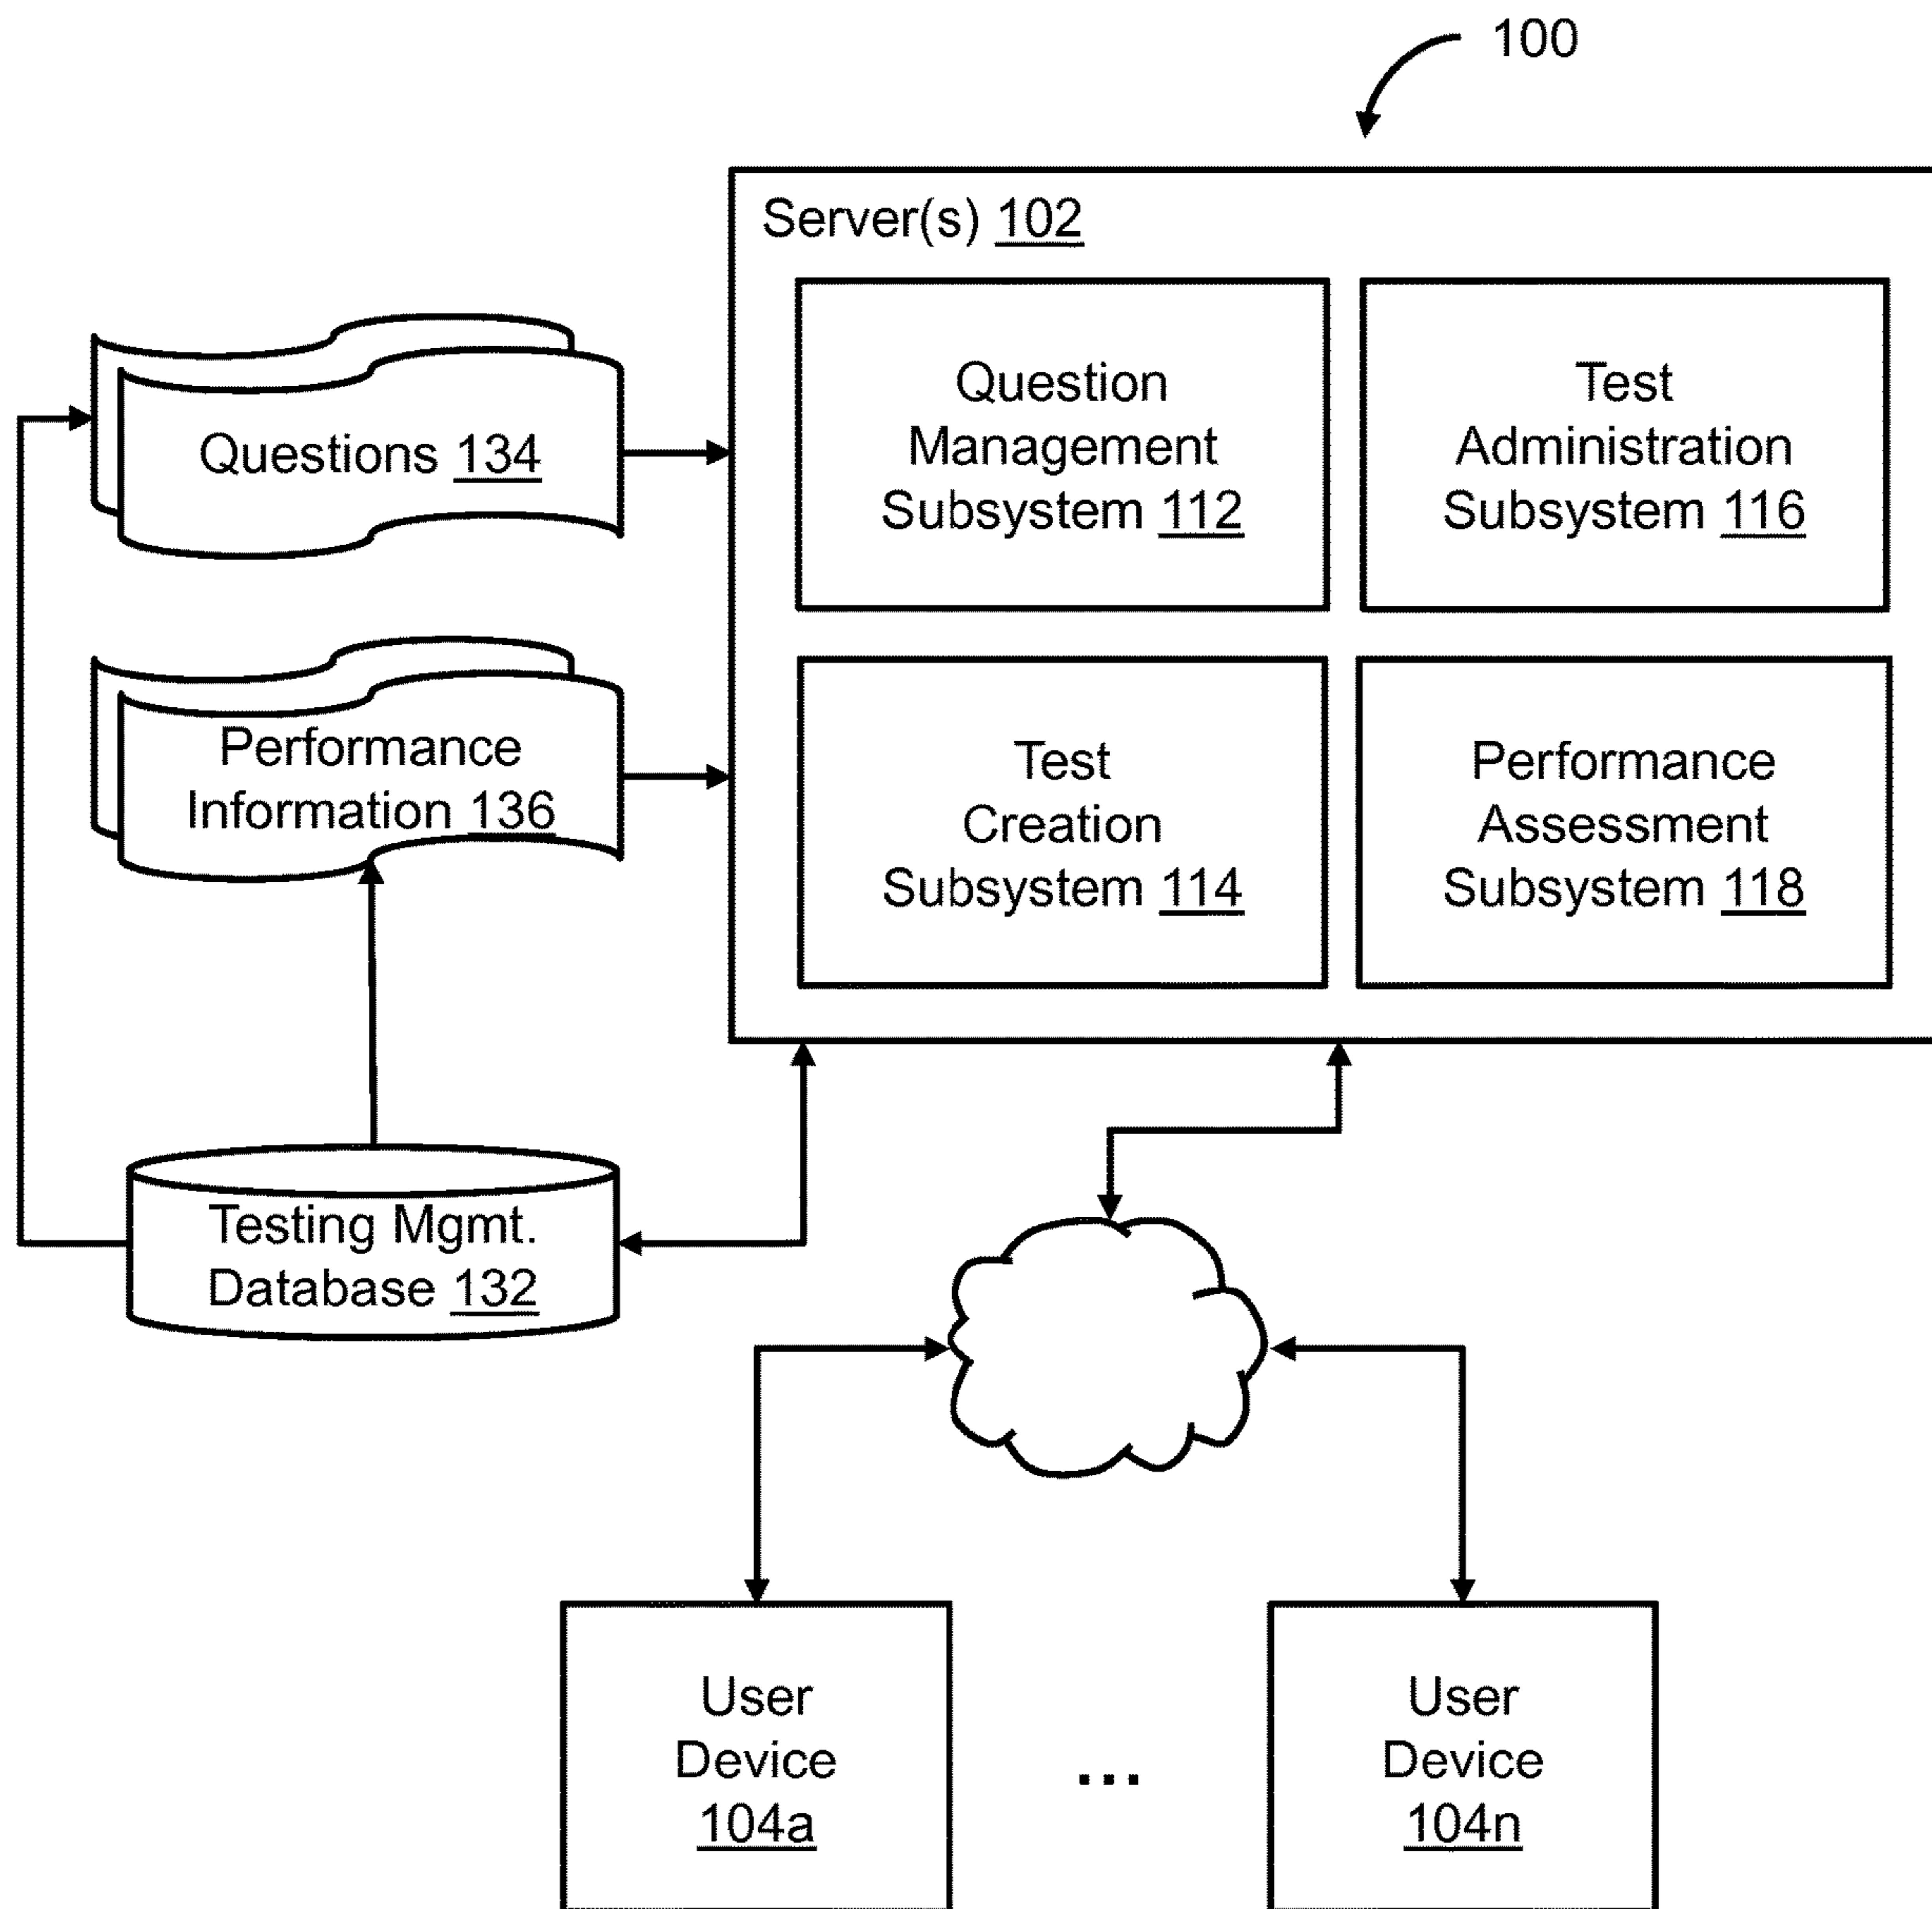 100
Server(s) 102
Question
Management
Subsystem 112
Test
Administration
Subsystem 116
Questions 134
Performance
Information 136
Test
Creation
Subsystem 114
Performance
Assessment
Subsystem 118
Testing Mgmt.
Database 132
User
Device
104a
...
User
Device
104n